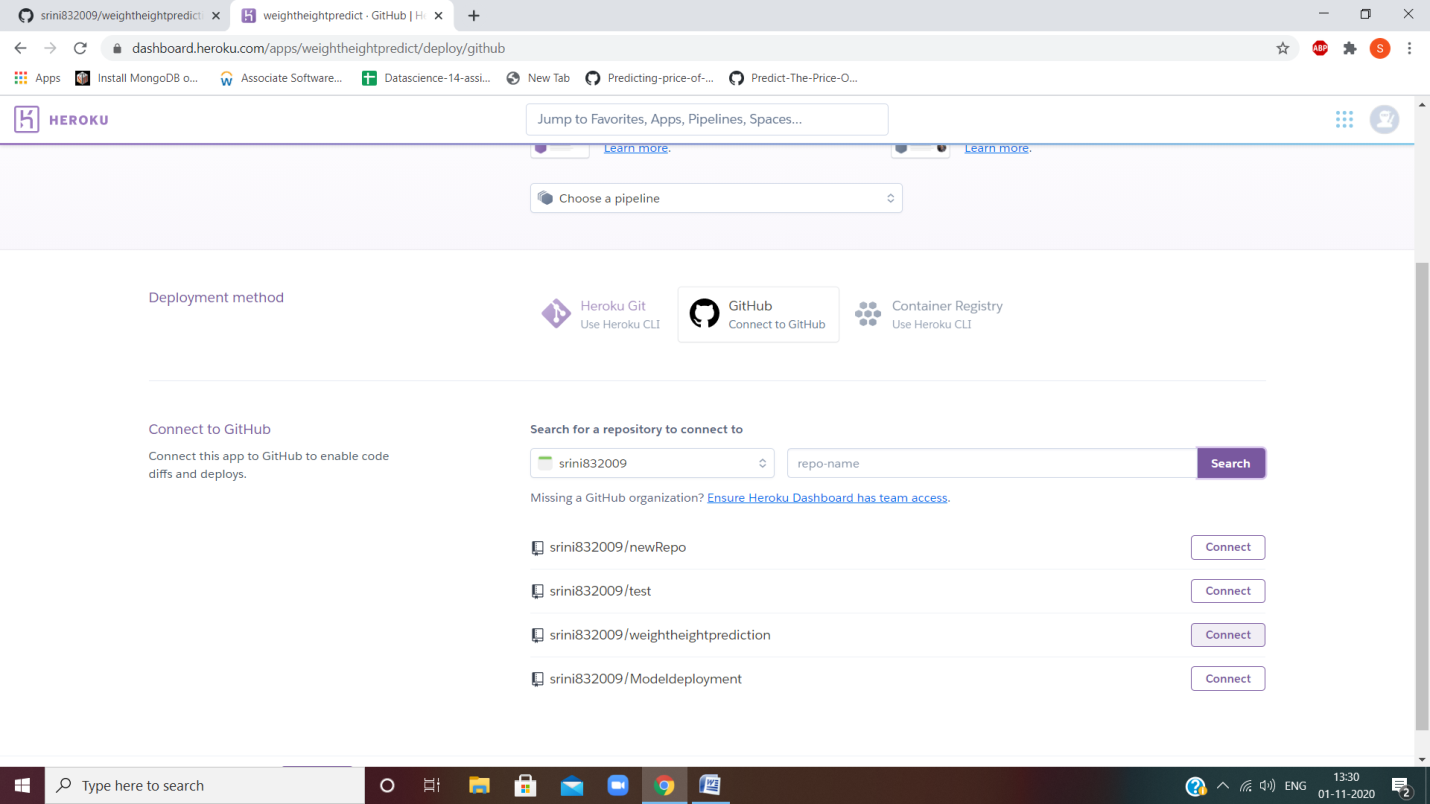 srini832009/weightheightpredicti
weightheightpredict · GitHub | He
dashboard.heroku.com/apps/weightheightpredict/deploy/github
ABP
S
Apps
Install MongoDB o...
Associate Software...
Datascience-14-assi...
New Tab
Predicting-price-of-...
Predict-The-Price-O...
HEROKU
Jump to Favorites, Apps, Pipelines, Spaces...
Learn more.
Learn more.
Choose a pipeline
Deployment method
Heroku Git
Use Heroku CLI
GitHub
Connect to GitHub
Container Registry
Use Heroku CLI
Connect to GitHub
Connect this app to GitHub to enable code
diffs and deploys.
Search for a repository to connect to
srini832009
repo-name
Search
Missing a GitHub organization? Ensure Heroku Dashboard has team access.
srini832009/newRepo
Connect
srini832009/test
Connect
srini832009/weightheightprediction
Connect
srini832009/Modeldeployment
Connect
Type here to search
ENG
13:30
01-11-2020
2